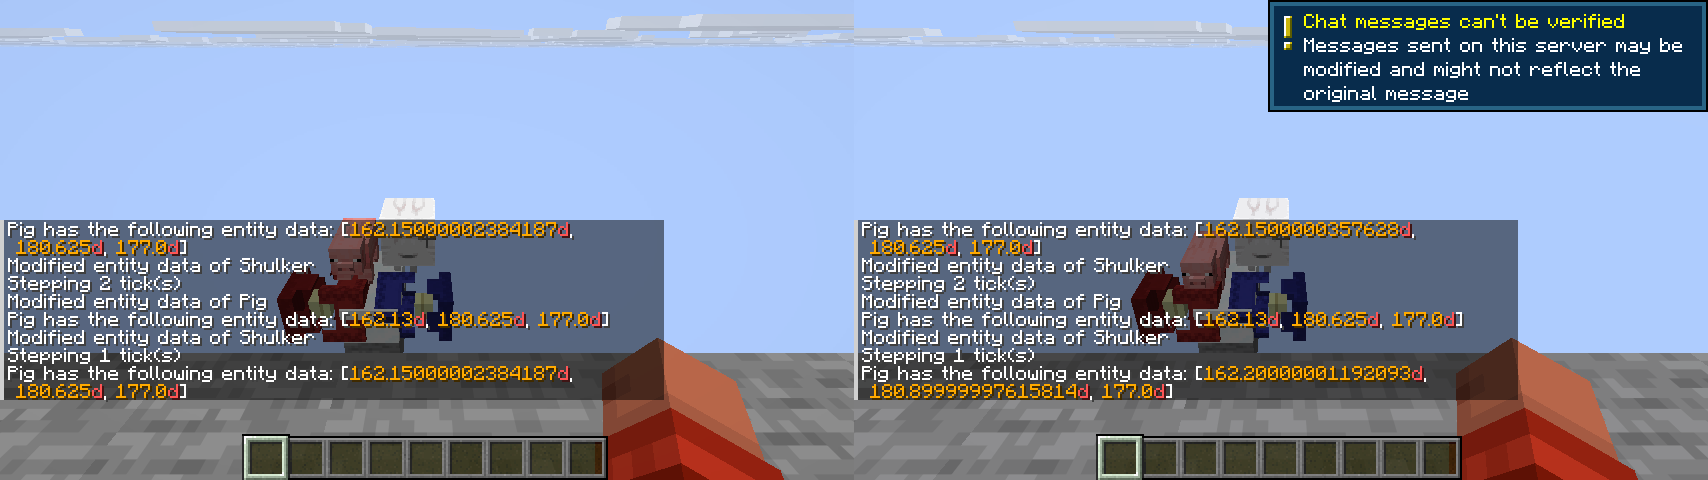 Pig has the following entity data: [162.15000002384187d,
180.625d, 177.0d]
Modified entity data of Shulker
Stepping 2 tick(s)
Modified entity data of Pig
Pig has the following entity data: [162.13d, 180.625d, 177.0d]
Modified entity data of Shulker
Stepping 1 tick(s)
Pig has the following entity data: [162.15000002384187d,
180.625d, 177.0d]
Chat messages can't be verified
Messages sent on this server may be
modified and might not reflect the
original message
Pig has the following entity data: [162.1500000357628d,
180.625d, 177.0d]
Modified entity data of Shulker
Stepping 2 tick(s)
Modified entity data of Pig
Pig has the following entity data: [162.13d, 180.625d, 177.0d]
Modified entity data of Shulker
Stepping 1 tick(s)
Pig has the following entity data: [162.20000001192093d,
180.899999997615814d, 177.0d]